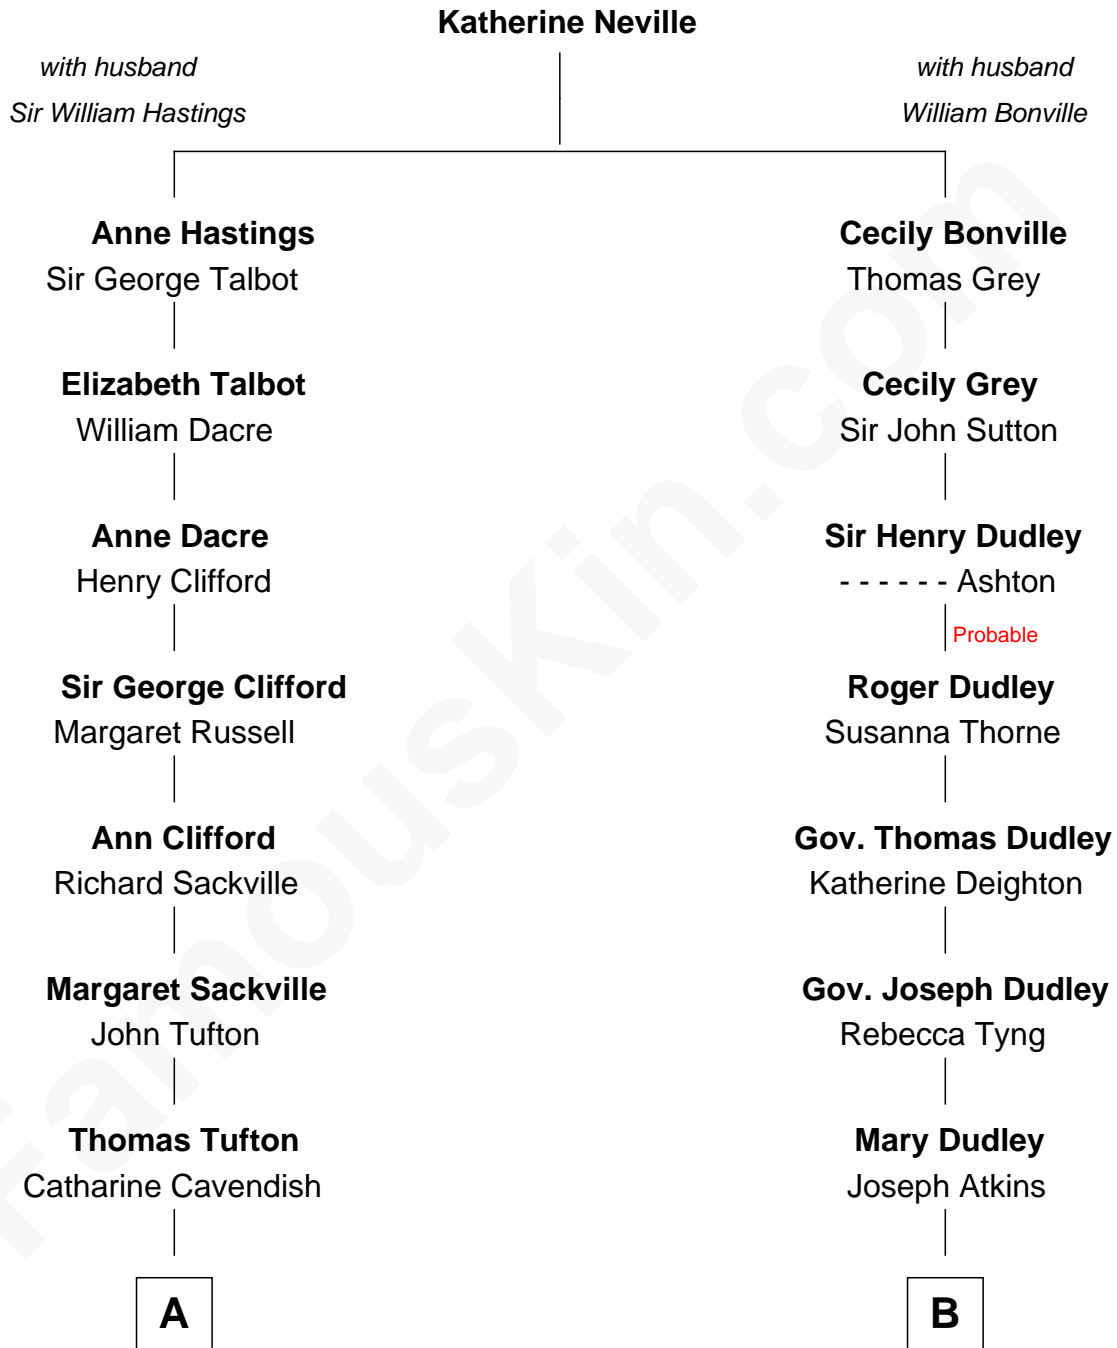 Katherine Neville
with husband
Sir William Hastings
with husband
William Bonville
Anne Hastings
Sir George Talbot
Cecily Bonville
Thomas Grey
Elizabeth Talbot
William Dacre
Cecily Grey
Sir John Sutton
Anne Dacre
Henry Clifford
Sir Henry Dudley
- - - - - - Ashton
Probable
Sir George Clifford
Margaret Russell
Roger Dudley
Susanna Thorne
Ann Clifford
Richard Sackville
Gov. Thomas Dudley
Katherine Deighton
Margaret Sackville
John Tufton
Gov. Joseph Dudley
Rebecca Tyng
Thomas Tufton
Catharine Cavendish
Mary Dudley
Joseph Atkins
A
B
FamousKin.com